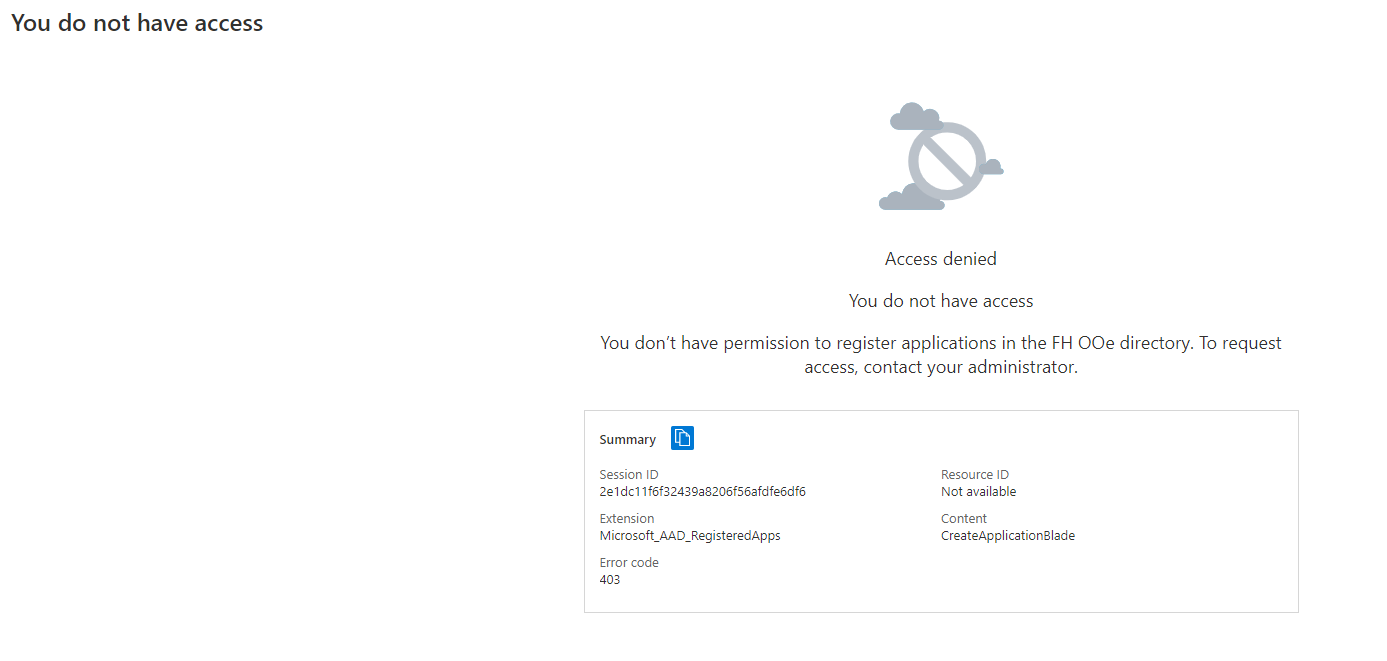 You do not have access
Access denied
You do not have access
You don’t have permission to register applications in the FH OOe directory. To request
access, contact your administrator.
Summary
Session ID
2e1dc11f6f32439a8206f56afdfe6df6
Resource ID
Not available
Extension
Microsoft_AAD_RegisteredApps
Content
CreateApplicationBlade
Error code
403